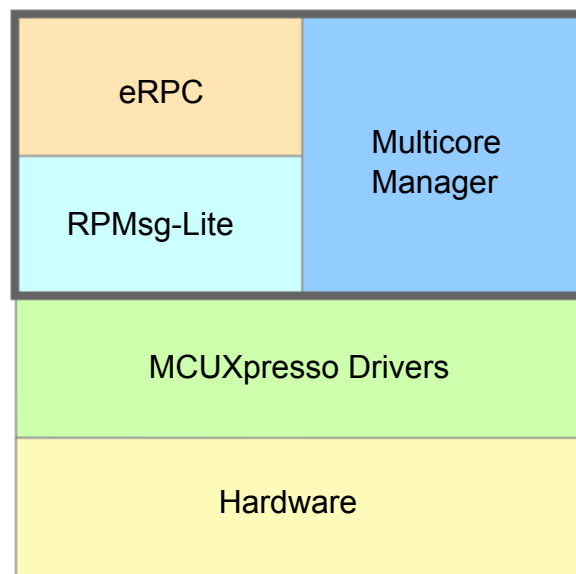 eRPC
Multicore
Manager
RPMsg-Lite
MCUXpresso Drivers
Hardware